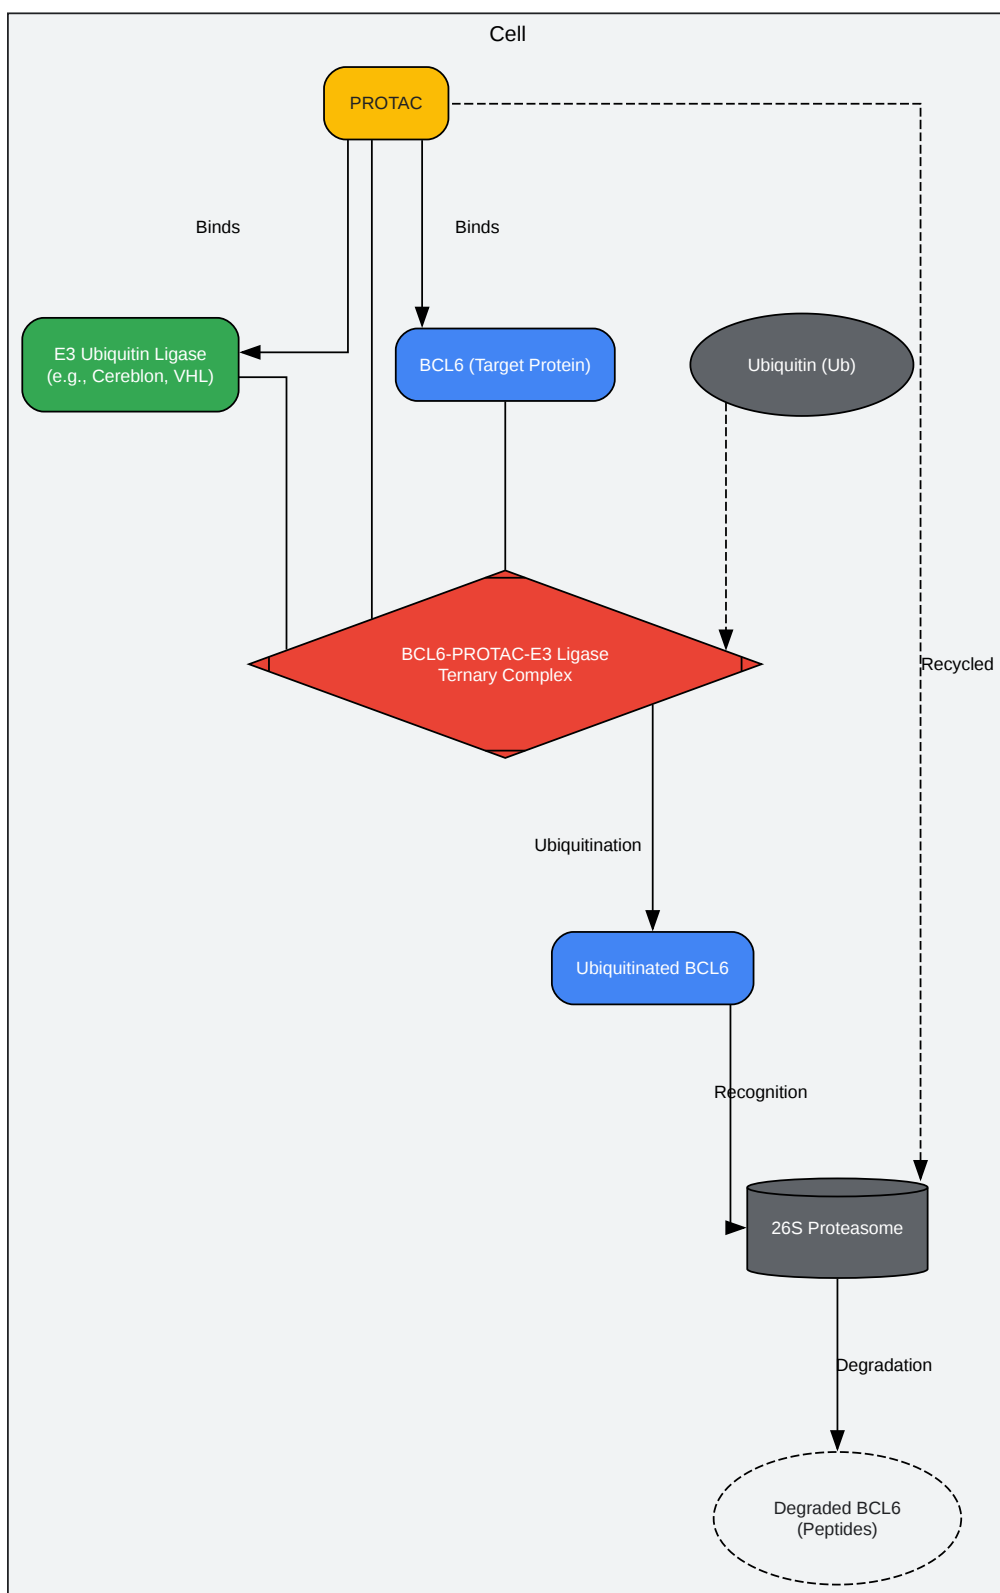 Cell
PROTAC
Binds
Binds
E3 Ubiquitin Ligase
(e.g., Cereblon, VHL)
BCL6 (Target Protein)
Ubiquitin (Ub)
BCL6-PROTAC-E3 Ligase
Ternary Complex
Recycled
Ubiquitination
Ubiquitinated BCL6
Recognition
26S Proteasome
Degradation
Degraded BCL6
(Peptides)